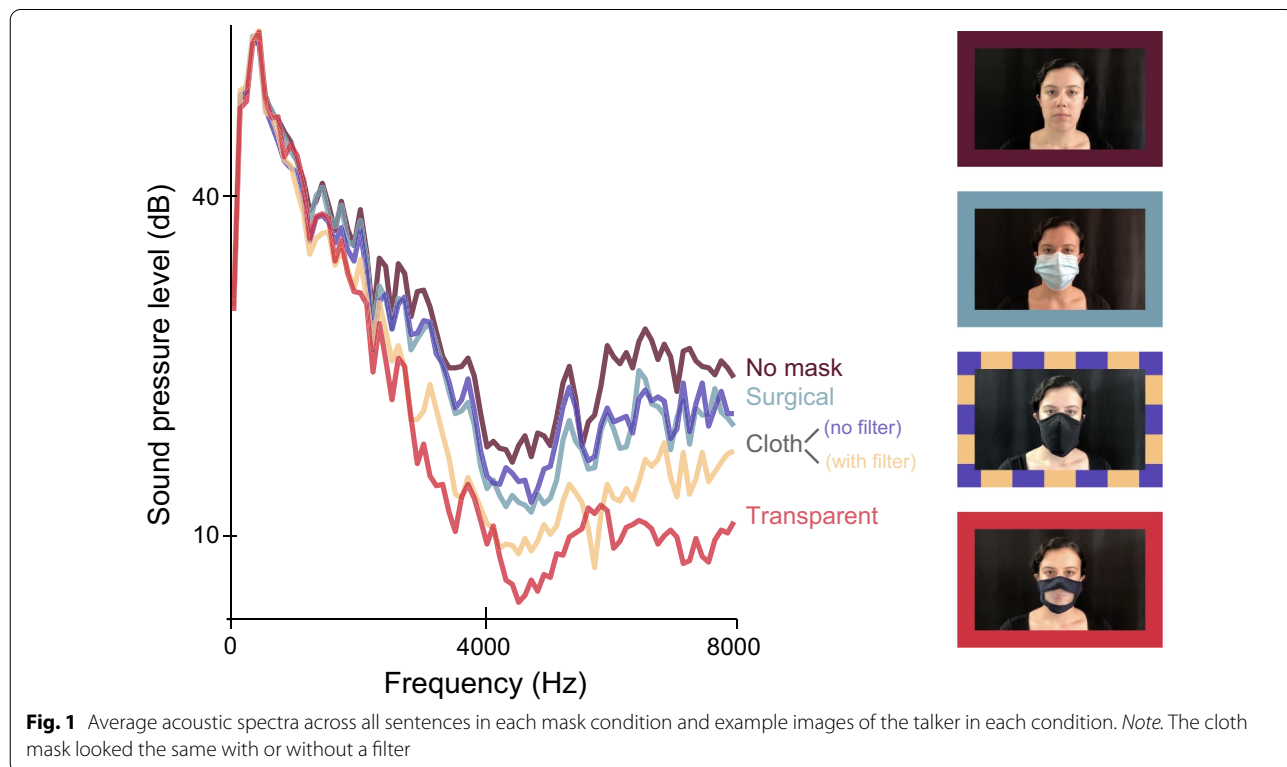 Sound pressure level (dB)
40
10
0
4000
8000
Frequency (Hz)
No mask
Surgical
Cloth
(no filter)
(with filter)
Transparent
Fig. 1 Average acoustic spectra across all sentences in each mask condition and example images of the talker in each condition. Note. The cloth
mask looked the same with or without a filter